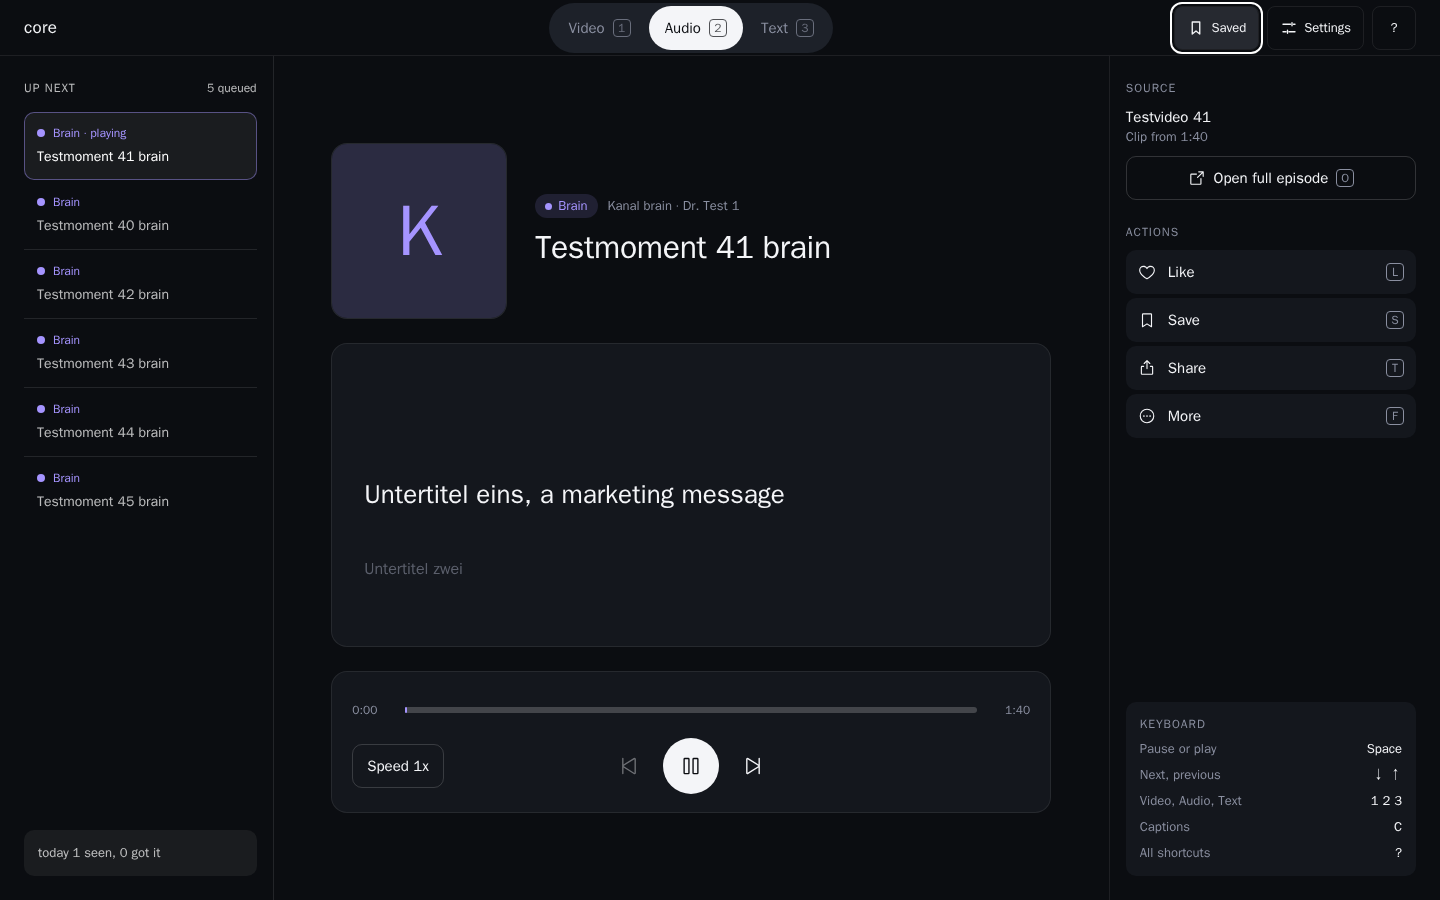 core
Video 1
Audio 2
Text 3
Saved
Settings
?
UP NEXT
5 queued
Brain · playing
Testmoment 41 brain
Brain
Testmoment 40 brain
Brain
Testmoment 42 brain
Brain
Testmoment 43 brain
Brain
Testmoment 44 brain
Brain
Testmoment 45 brain
today 1 seen, 0 got it
K
Brain
Kanal brain · Dr. Test 1
Testmoment 41 brain
Untertitel eins, a marketing message
Untertitel zwei
0:00
1:40
Speed 1x
SOURCE
Testvideo 41
Clip from 1:40
Open full episode O
ACTIONS
Like L
Save S
Share T
More F
KEYBOARD
Pause or play Space
Next, previous ↓ ↑
Video, Audio, Text 1 2 3
Captions C
All shortcuts ?